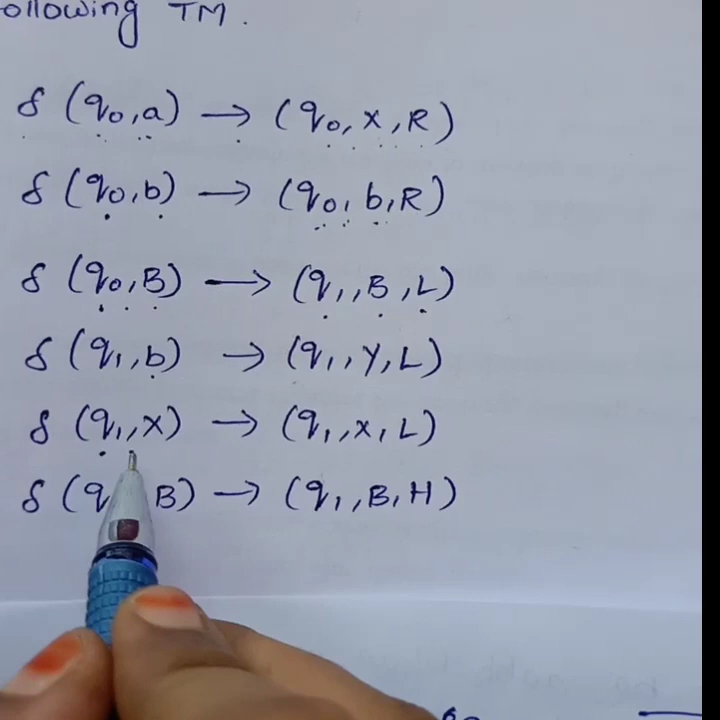 ollowing TM.
δ (q₀, a) → (q₀, x, R)
δ (q₀, b) → (q₀, b, R)
δ (q₀, B) → (q₁, B, L)
δ (q₁, b) → (q₁, Y, L)
δ (q₁, x) → (q₁, x, L)
δ (q B) → (q₁, B, H)